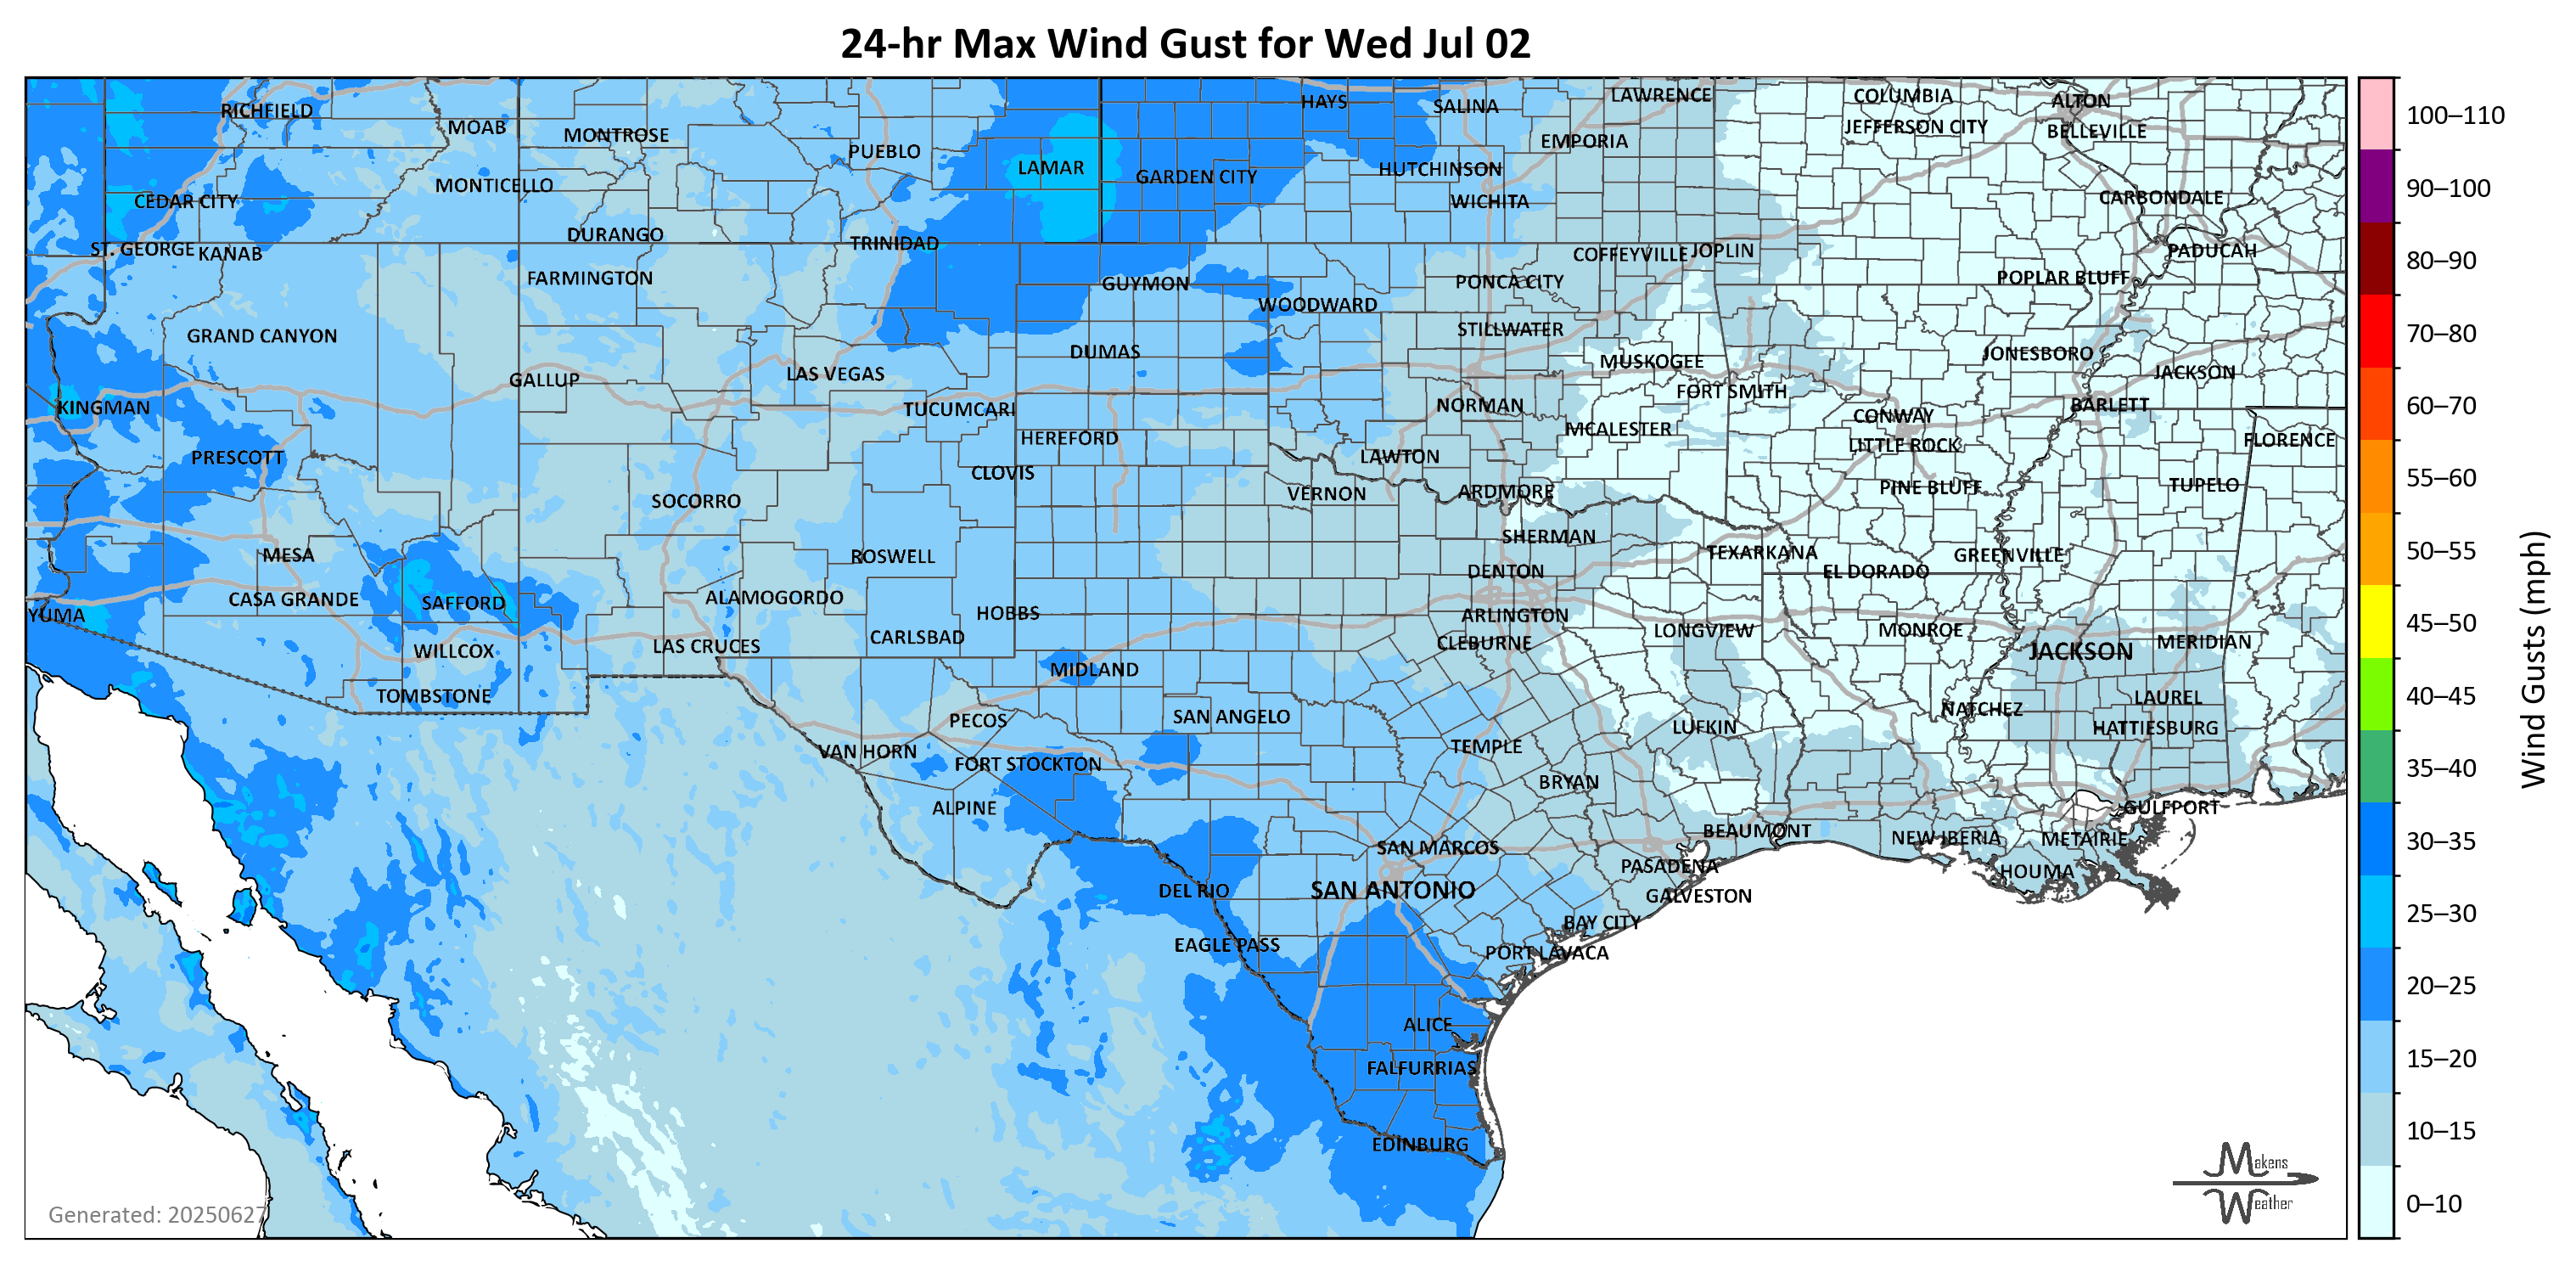 24-hr Max Wind Gust for Wed Jul 02
RICHFIELD
MOAB
MONTROSE
PUEBLO
LAMAR
HAYS
SALINA
LAWRENCE
COLUMBIA
ALTON
EMPORIA
JEFFERSON CITY
BELLEVILLE
GARDEN CITY
HUTCHINSON
MONTICELLO
CEDAR CITY
WICHITA
CARBONDALE
DURANGO
TRINIDAD
ST. GEORGE
KANAB
COFFEYVILLE
JOPLIN
PADUCAH
FARMINGTON
GUYMON
PONCA CITY
POPLAR BLUFF
WOODWARD
GRAND CANYON
STILLWATER
DUMAS
MUSKOGEE
JONESBORO
GALLUP
LAS VEGAS
JACKSON
FORT SMITH
KINGMAN
TUCUMCARI
NORMAN
CONWAY
BARLETT
HEREFORD
MCALESTER
LITTLE ROCK
FLORENCE
PRESCOTT
CLOVIS
LAWTON
SOCORRO
VERNON
ARDMORE
PINE BLUFF
TUPELO
MESA
ROSWELL
SHERMAN
TEXARKANA
GREENVILLE
DENTON
EL DORADO
CASA GRANDE
SAFFORD
ALAMOGORDO
YUMA
HOBBS
ARLINGTON
LAS CRUCES
CARLSBAD
CLEBURNE
LONGVIEW
MONROE
MERIDIAN
WILLCOX
JACKSON
MIDLAND
TOMBSTONE
LAUREL
PECOS
SAN ANGELO
NATCHEZ
LUFKIN
HATTIESBURG
VAN HORN
FORT STOCKTON
TEMPLE
BRYAN
ALPINE
GULFPORT
BEAUMONT
NEW IBERIA
METAIRIE
SAN MARCOS
PASADENA
HOUMA
DEL RIO
SAN ANTONIO
GALVESTON
BAY CITY
EAGLE PASS
PORT LAVACA
ALICE
FALFURRIAS
EDINBURG
Generated: 20250627
Makens
Weather
100–110
90–100
80–90
70–80
60–70
55–60
50–55
45–50
40–45
35–40
30–35
25–30
20–25
15–20
10–15
0–10
Wind Gusts (mph)